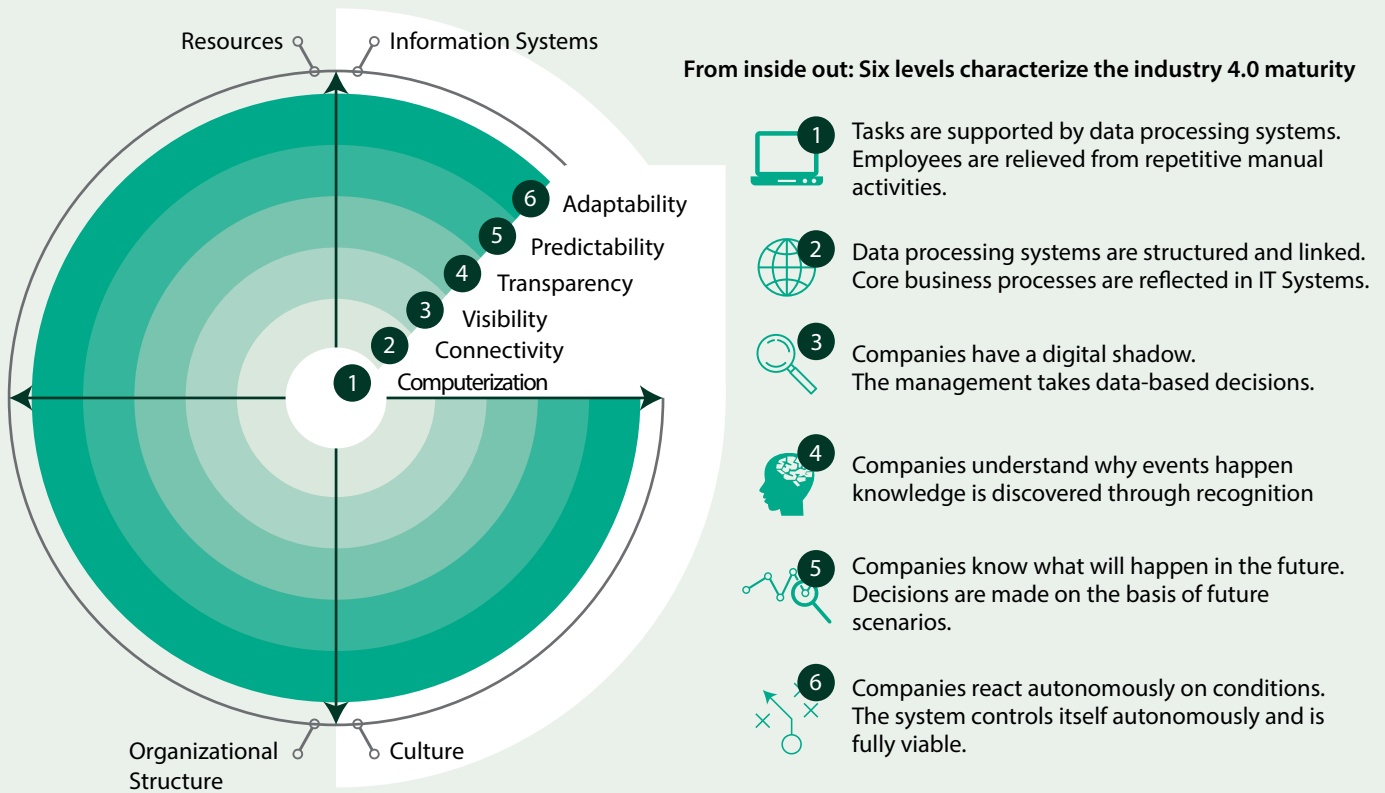 Resources
Information Systems
6 Adaptability
5 Predictability
4 Transparency
3 Visibility
2 Connectivity
1 Computerization
Organizational
Structure
Culture
From inside out: Six levels characterize the industry 4.0 maturity
1
Tasks are supported by data processing systems.
Employees are relieved from repetitive manual
activities.
2
Data processing systems are structured and linked.
Core business processes are reflected in IT Systems.
3
Companies have a digital shadow.
The management takes data-based decisions.
4
Companies understand why events happen
knowledge is discovered through recognition
5
Companies know what will happen in the future.
Decisions are made on the basis of future
scenarios.
6
Companies react autonomously on conditions.
The system controls itself autonomously and is
fully viable.